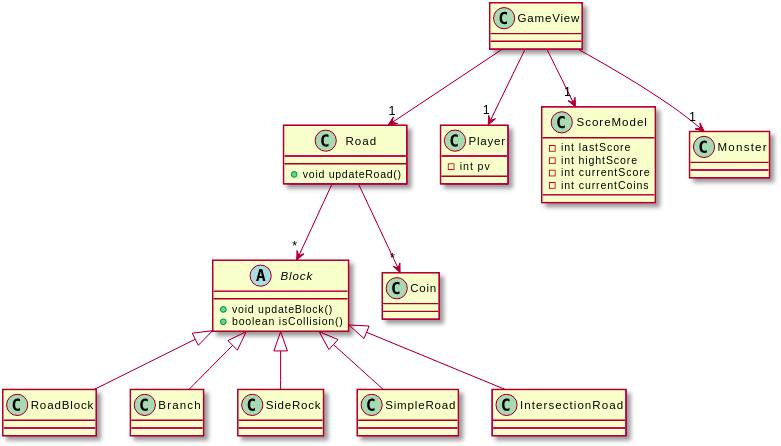 C GameView
1
1
1
1
C Road
void updateRoad()
C Player
int pv
C ScoreModel
int lastScore
int hightScore
int currentScore
int currentCoins
C Monster
*
*
A Block
void updateBlock()
boolean isCollision()
C Coin
C RoadBlock
C Branch
C SideRock
C SimpleRoad
C IntersectionRoad